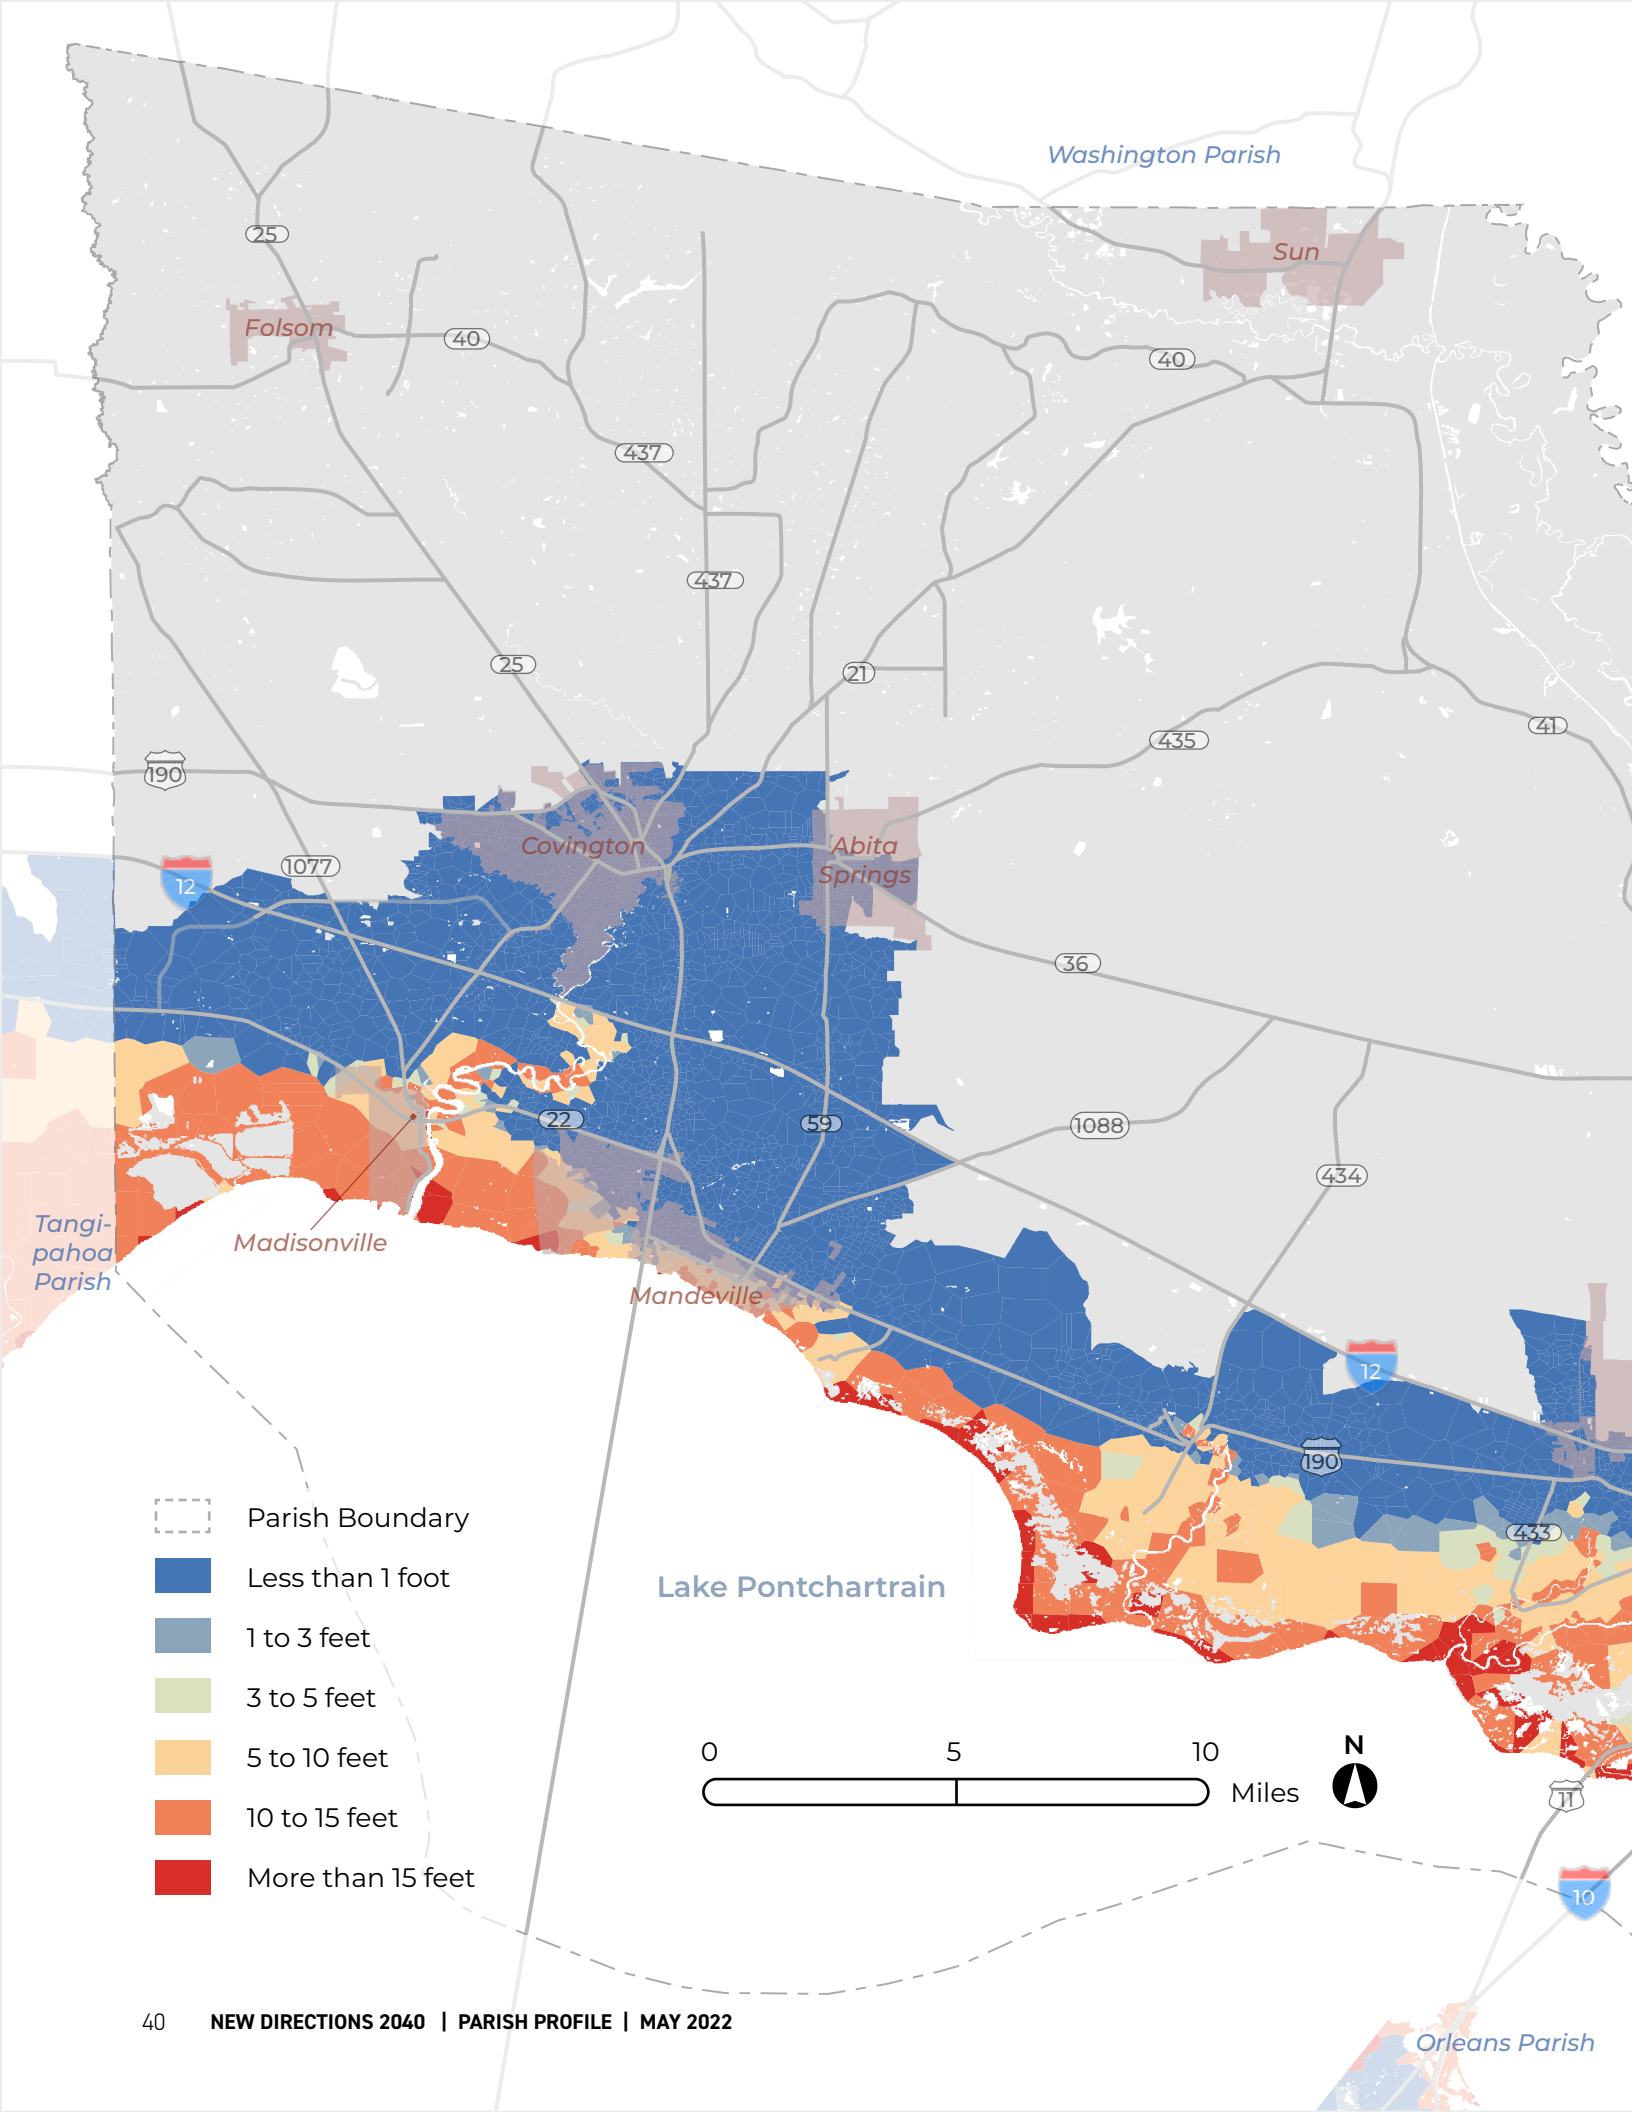 Washington Parish
25
Sun
Folsom
40
40
437
437
25
21
435
41
190
Covington
Abita
Springs
1077
12
36
22
59
1088
434
Tangi-
pahoa
Parish
Madisonville
Mandeville
12
190
433
Parish Boundary
Less than 1 foot
1 to 3 feet
3 to 5 feet
5 to 10 feet
10 to 15 feet
More than 15 feet
Lake Pontchartrain
0 5 10
Miles
N
11
10
Orleans Parish
40 NEW DIRECTIONS 2040 | PARISH PROFILE | MAY 2022